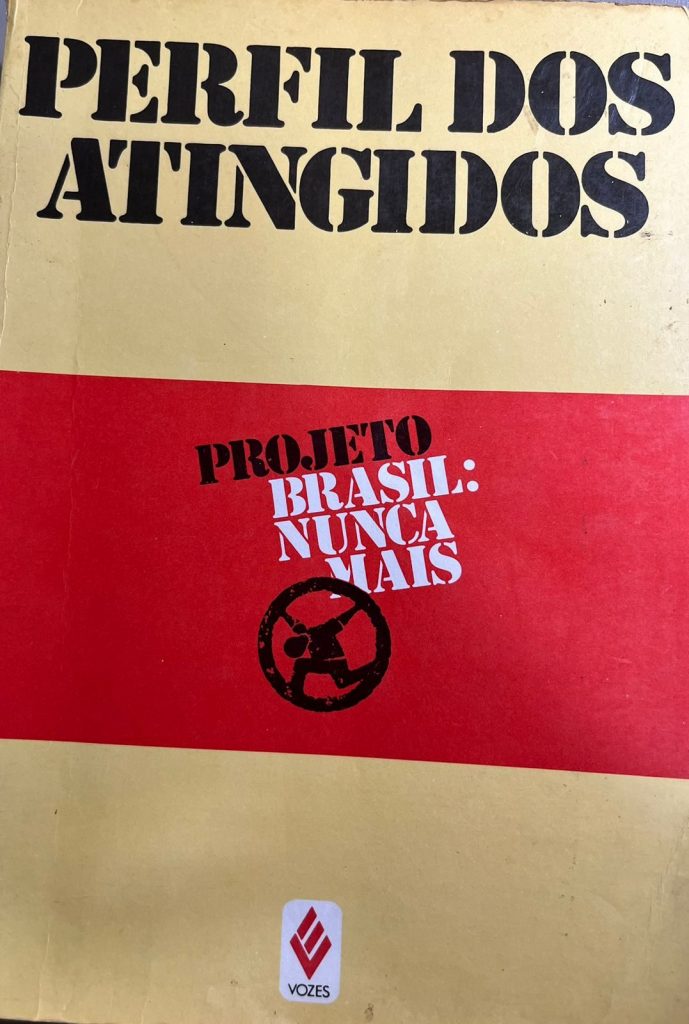 PERFIL DOS
ATINGIDOS
PROJETO
BRASIL:
NUNCA
MAIS
VOZES